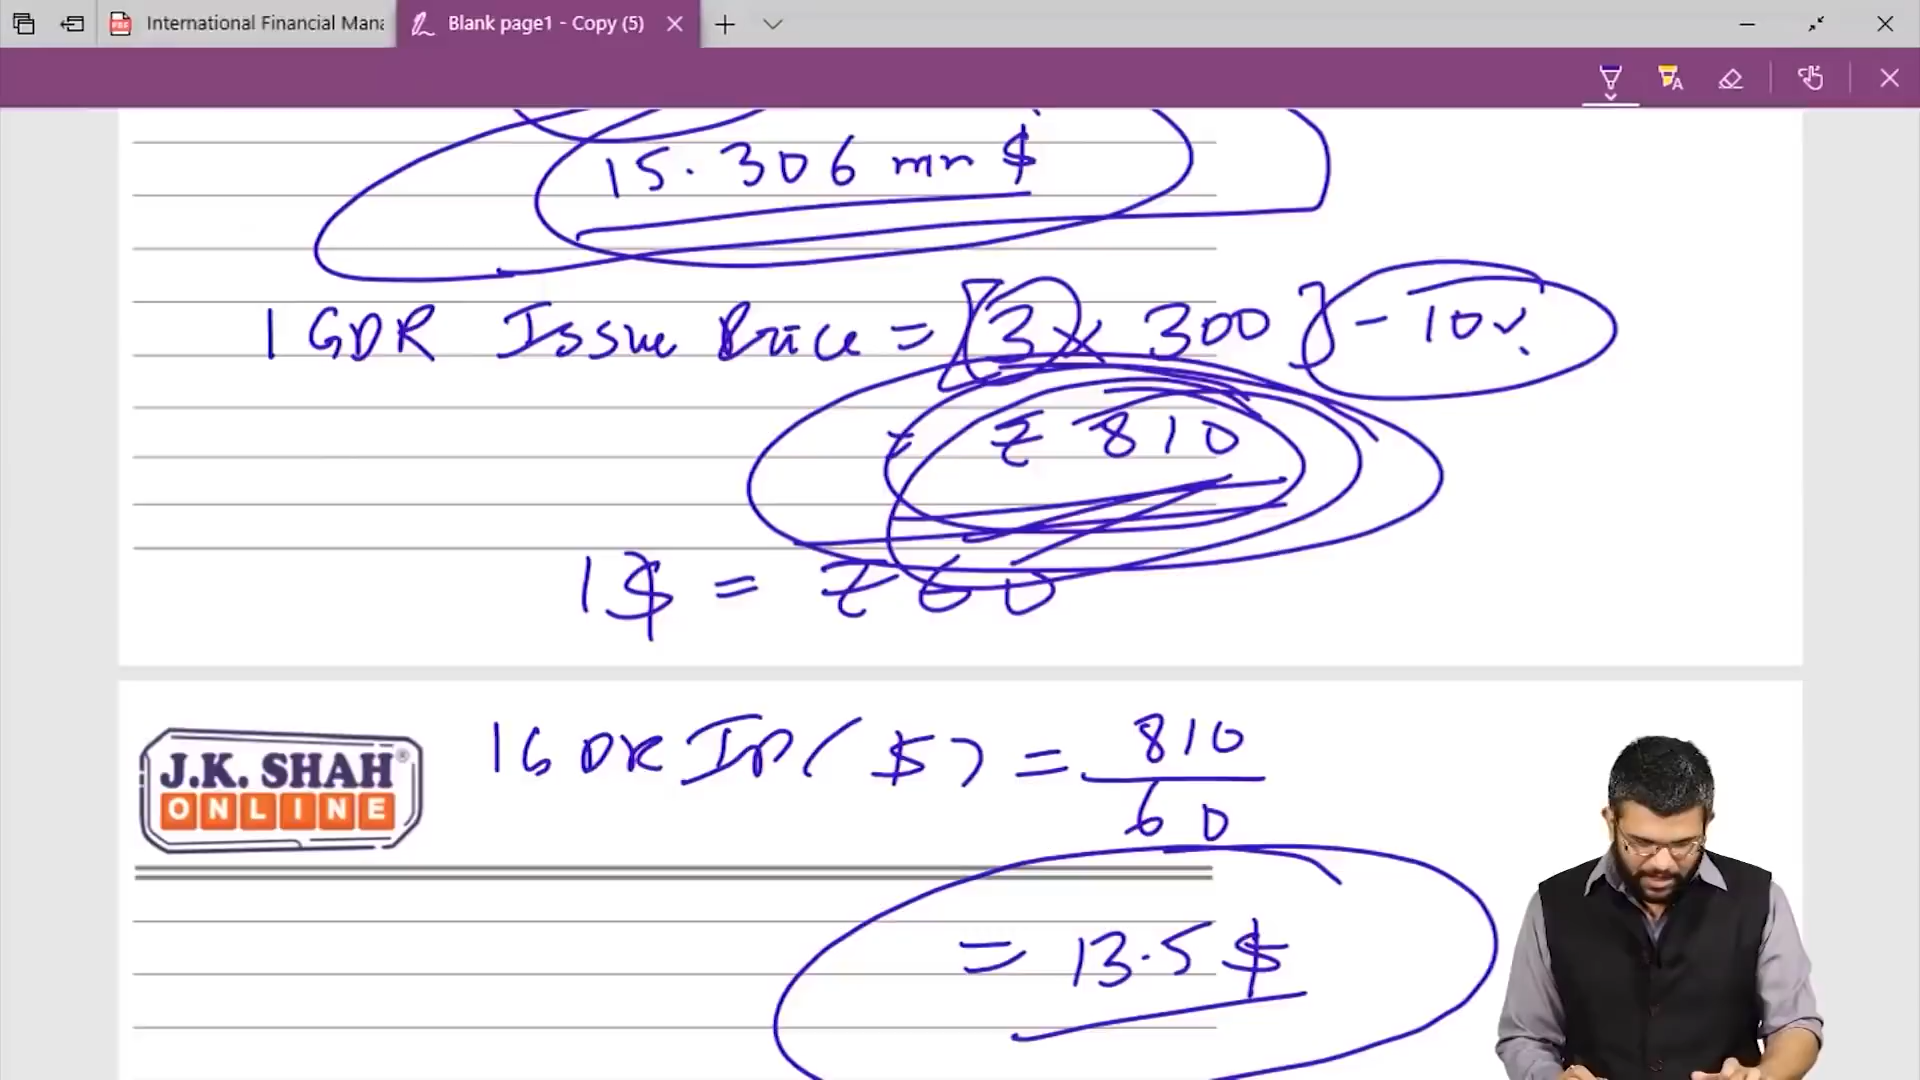 International Financial Mana
Blank page1 - Copy (5)
15.306 mn $
1 GDR Issue Price = [3 x 300] - 10%
= ₹ 810
1$ = ₹ 60
J.K. SHAH®
ONLINE
1 GDR IP ($) = 810
60
= 13.5 $